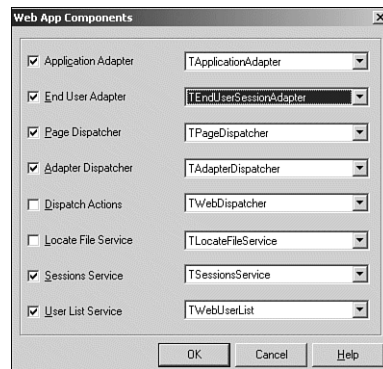 Web App Components
Application Adapter TApplicationAdapter
End User Adapter TEndUserSessionAdapter
Page Dispatcher TPageDispatcher
Adapter Dispatcher TAdapterDispatcher
Dispatch Actions TWebDispatcher
Locate File Service TLocateFileService
Sessions Service TSessionsService
User List Service TWebUserList
OK Cancel Help